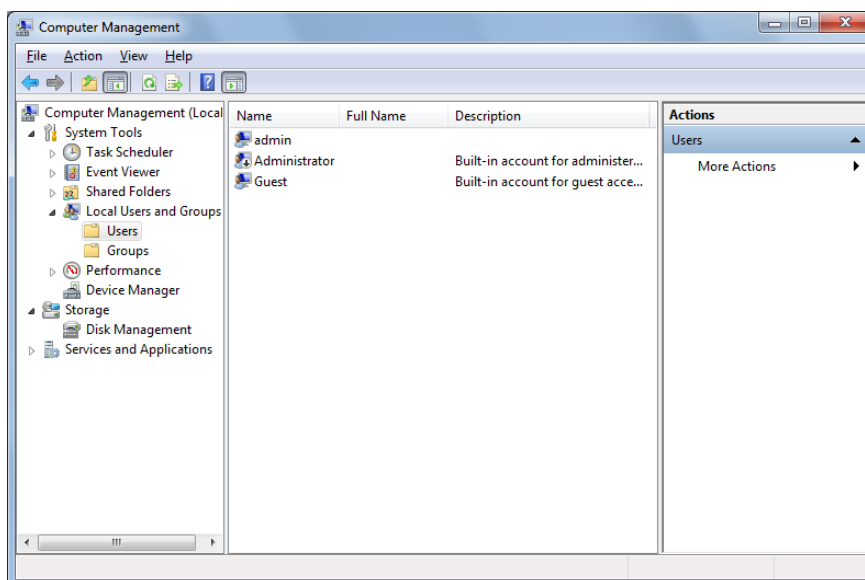 Computer Management
File Action View Help
Computer Management (Local
System Tools
Task Scheduler
Event Viewer
Shared Folders
Local Users and Groups
Users
Groups
Performance
Device Manager
Storage
Disk Management
Services and Applications
Name Full Name Description
admin
Administrator Built-in account for administer...
Guest Built-in account for guest acce...
Actions
Users
More Actions